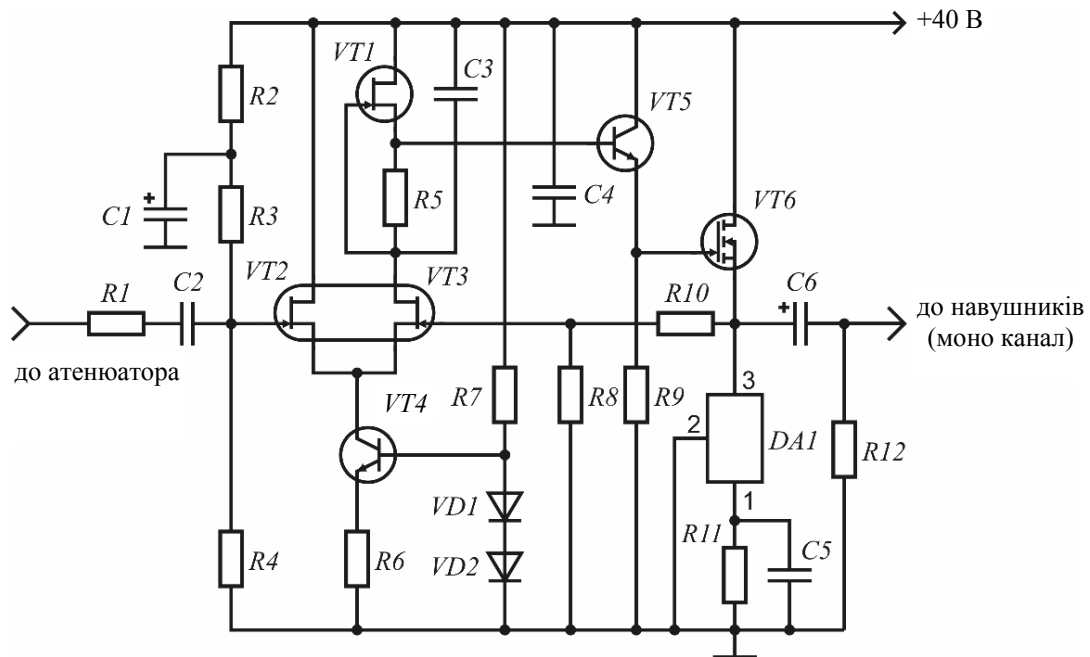 +40 В
VT1
C3
R2
VT5
C1
R3
R5
C4
VT6
VT2
VT3
R1
C2
R10
C6
до навушників
(моно канал)
до атенюатора
VT4
R7
R8
R9
3
2
DA1
R12
1
VD1
R11
C5
R4
R6
VD2
+
+